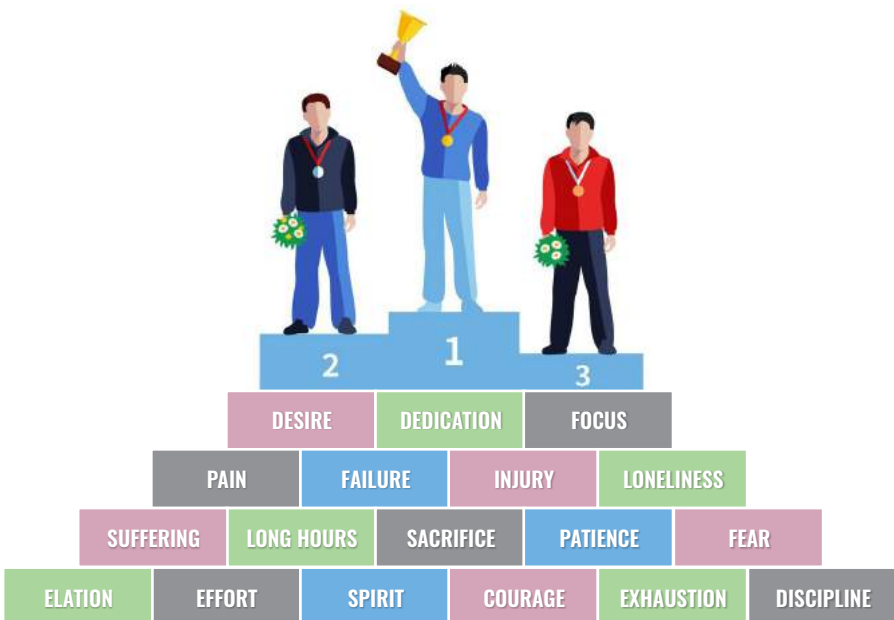 1
2
3
DESIRE DEDICATION FOCUS
PAIN FAILURE INJURY LONELINESS
SUFFERING LONG HOURS SACRIFICE PATIENCE FEAR
ELATION EFFORT SPIRIT COURAGE EXHAUSTION DISCIPLINE